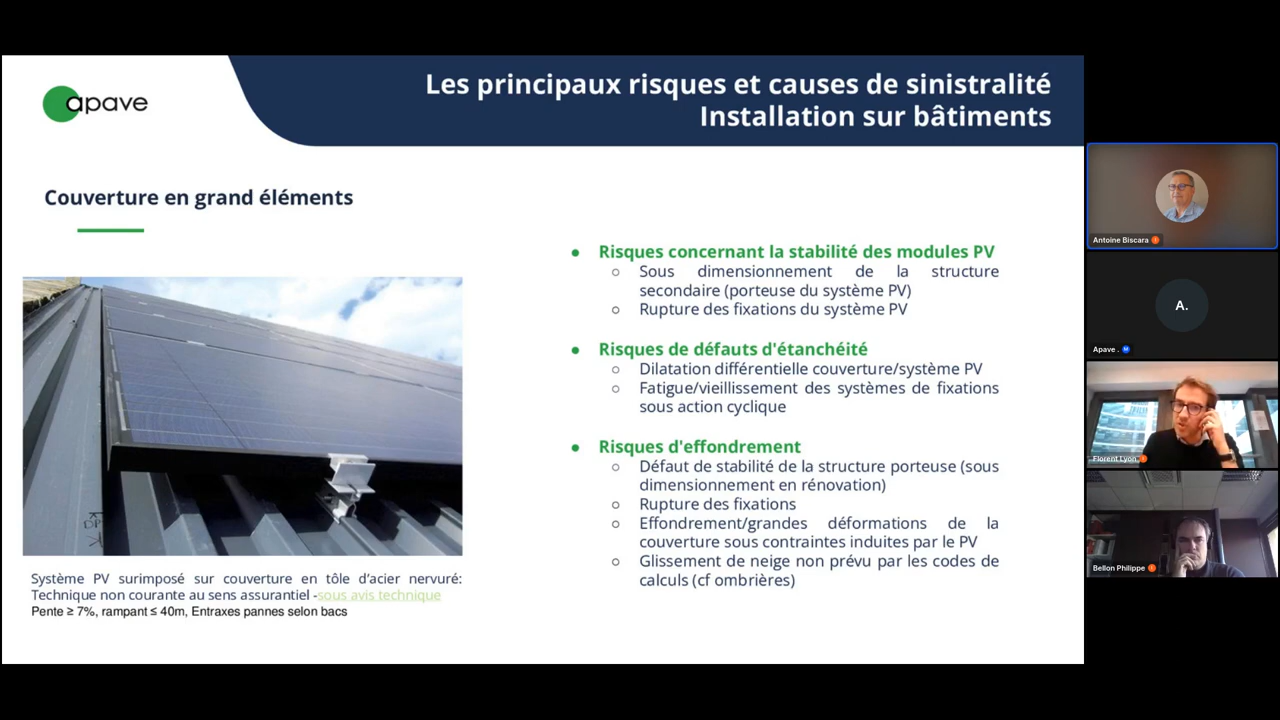 apave
Les principaux risques et causes de sinistralité
Installation sur bâtiments
Couverture en grand éléments
Système PV surimposé sur couverture en tôle d'acier nervuré:
Technique non courante au sens assurantiel -sous avis technique
Pente ≥ 7%, rampant ≤ 40m, Entraxes pannes selon bacs
● Risques concernant la stabilité des modules PV
○ Sous dimensionnement de la structure
secondaire (porteuse du système PV)
○ Rupture des fixations du système PV
● Risques de défauts d'étanchéité
○ Dilatation différentielle couverture/système PV
○ Fatigue/vieillissement des systèmes de fixations
sous action cyclique
● Risques d'effondrement
○ Défaut de stabilité de la structure porteuse (sous
dimensionnement en rénovation)
○ Rupture des fixations
○ Effondrement/grandes déformations de la
couverture sous contraintes induites par le PV
○ Glissement de neige non prévu par les codes de
calculs (cf ombrières)
Antoine Biscara
A.
Apave . M
Florent Lyon
Bellon Philippe